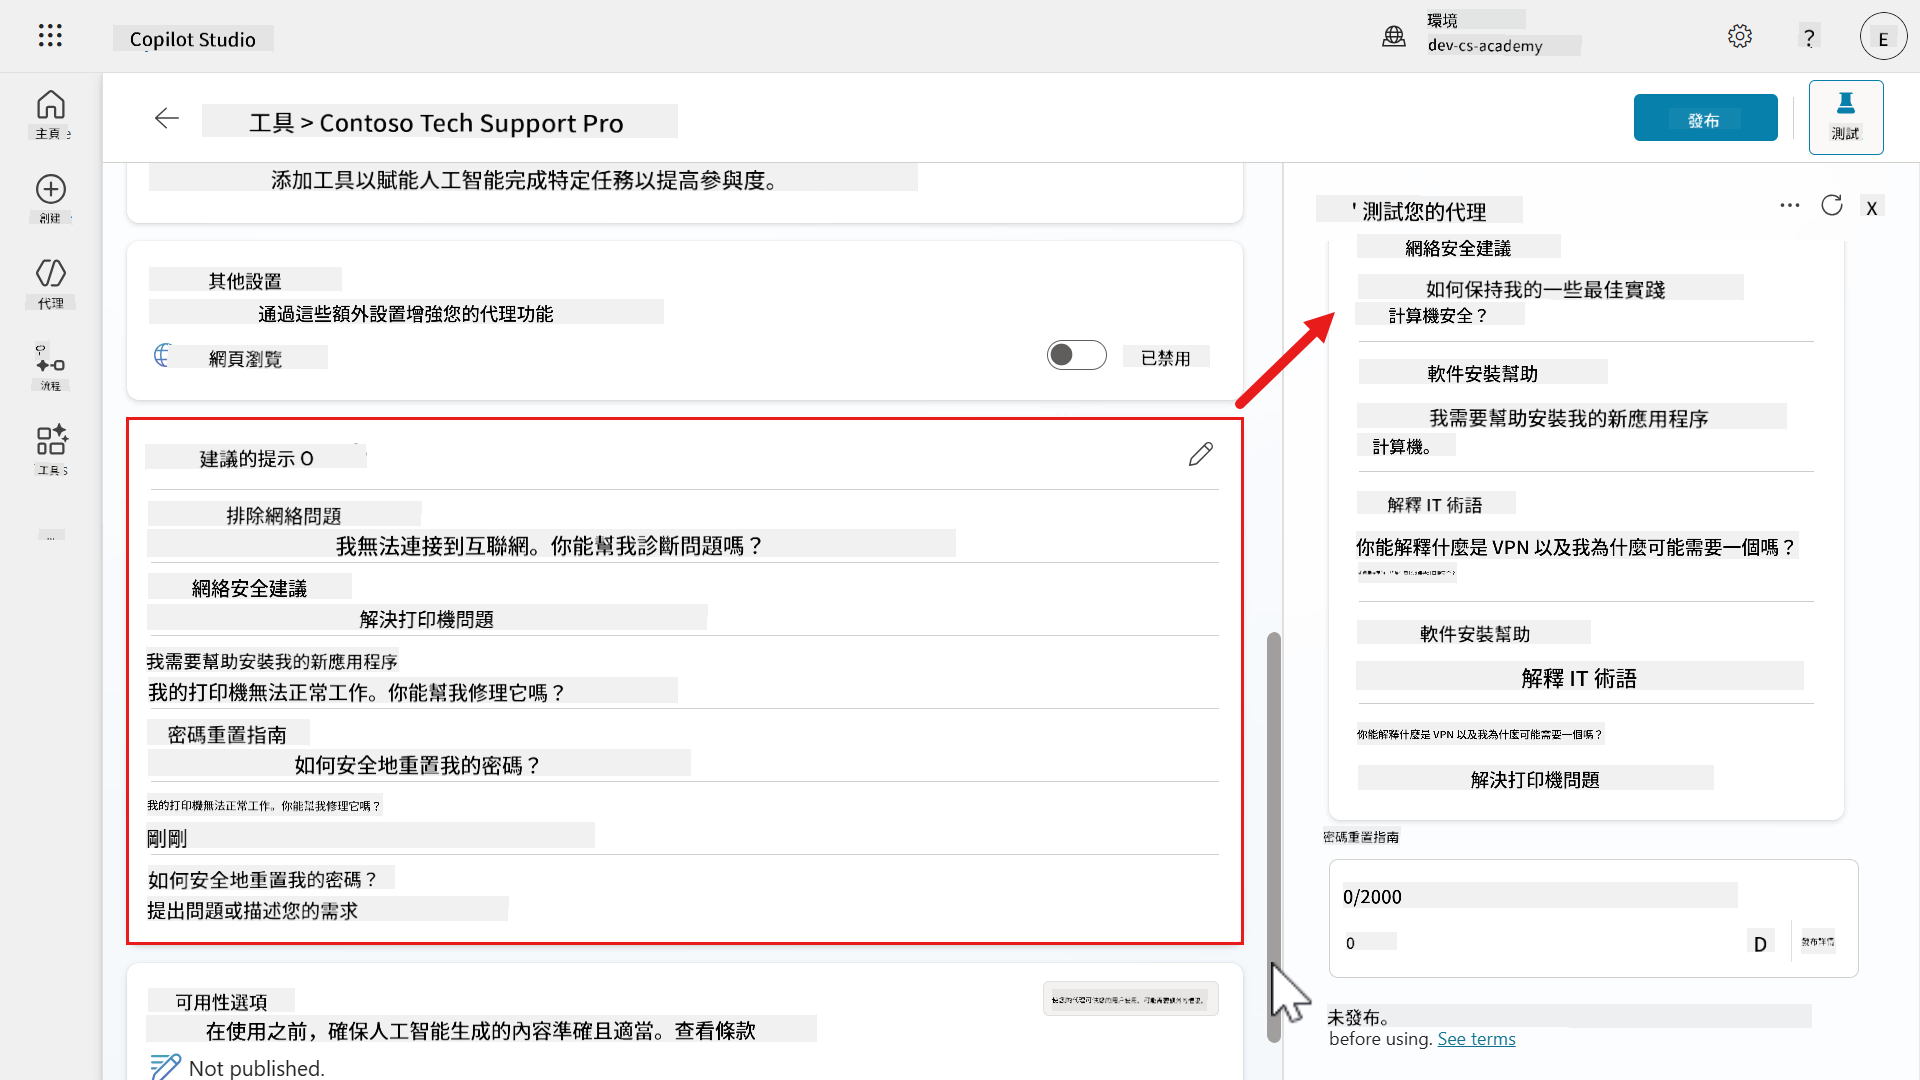 Copilot Studio
環境
dev-cs-academy
?
E
主頁
創建
代理
流程
工具
...
工具 > Contoso Tech Support Pro
發布
測試
添加工具以賦能人工智能完成特定任務以提高參與度。
其他設置
通過這些額外設置增強您的代理功能
網頁瀏覽
已禁用
建議的提示 O
排除網絡問題
我無法連接到互聯網。你能幫我診斷問題嗎？
網絡安全建議
解決打印機問題
我需要幫助安裝我的新應用程序
我的打印機無法正常工作。你能幫我修理它嗎？
密碼重置指南
如何安全地重置我的密碼？
我的打印機無法正常工作。你能幫我修理它嗎？
剛剛
如何安全地重置我的密碼？
提出問題或描述您的需求
可用性選項
在使用之前，確保人工智能生成的內容準確且適當。查看條款
Not published.
' 測試您的代理
X
網絡安全建議
如何保持我的一些最佳實踐
計算機安全？
軟件安裝幫助
我需要幫助安裝我的新應用程序
計算機。
解釋 IT 術語
你能解釋什麼是 VPN 以及我為什麼可能需要一個嗎？
軟件安裝幫助
解釋 IT 術語
你能解釋什麼是 VPN 以及我為什麼可能需要一個嗎？
解決打印機問題
密碼重置指南
0/2000
0
D
發布詳情
未發布。
before using. See terms